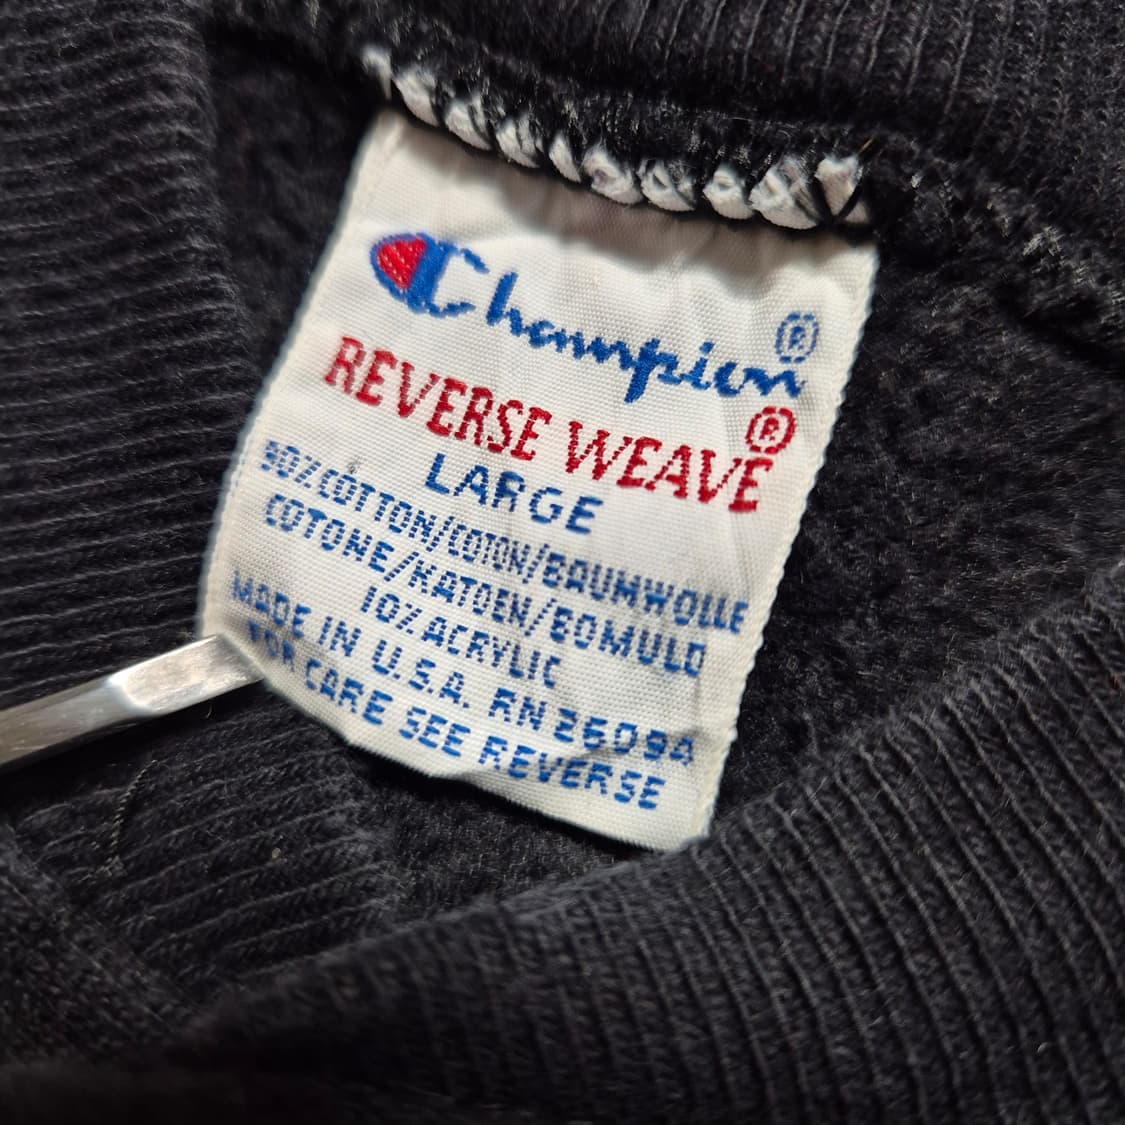 Champion®
REVERSE WEAVE®
LARGE
90% COTTON/COTON/BAUMWOLLE
COTONE/KATOEN/BOMULD
10% ACRYLIC
MADE IN U.S.A. RN 26094
FOR CARE SEE REVERSE